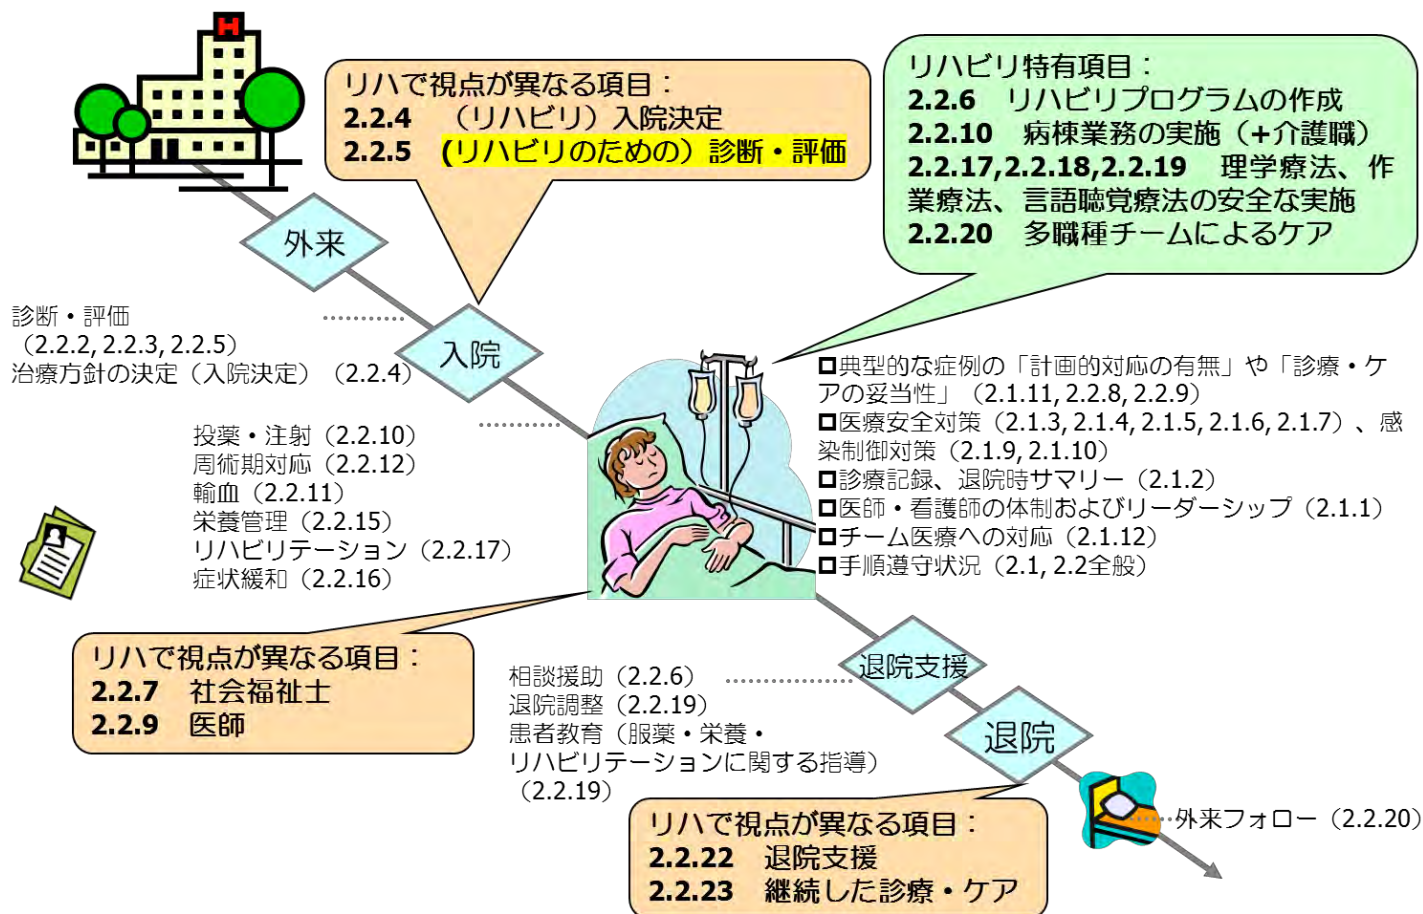 H
リハで視点が異なる項目：
2.2.4　（リハビリ）入院決定
2.2.5　(リハビリのための）診断・評価
リハビリ特有項目：
2.2.6　リハビリプログラムの作成
2.2.10　病棟業務の実施（+介護職）
2.2.17,2.2.18,2.2.19　理学療法、作
業療法、言語聴覚療法の安全な実施
2.2.20　多職種チームによるケア
外来
診断・評価
（2.2.2, 2.2.3, 2.2.5）
治療方針の決定（入院決定）（2.2.4）
入院
投薬・注射（2.2.10）
周術期対応（2.2.12）
輸血（2.2.11）
栄養管理（2.2.15）
リハビリテーション（2.2.17）
症状緩和（2.2.16）
□典型的な症例の「計画的対応の有無」や「診療・ケ
アの妥当性」（2.1.11, 2.2.8, 2.2.9）
□医療安全対策（2.1.3, 2.1.4, 2.1.5, 2.1.6, 2.1.7）、感
染制御対策（2.1.9, 2.1.10）
□診療記録、退院時サマリー（2.1.2）
□医師・看護師の体制およびリーダーシップ（2.1.1）
□チーム医療への対応（2.1.12）
□手順遵守状況（2.1, 2.2全般）
リハで視点が異なる項目：
2.2.7　社会福祉士
2.2.9　医師
相談援助（2.2.6）
退院調整（2.2.19）
患者教育（服薬・栄養・
リハビリテーションに関する指導）
（2.2.19）
退院支援
退院
リハで視点が異なる項目：
2.2.22　退院支援
2.2.23　継続した診療・ケア
外来フォロー（2.2.20）